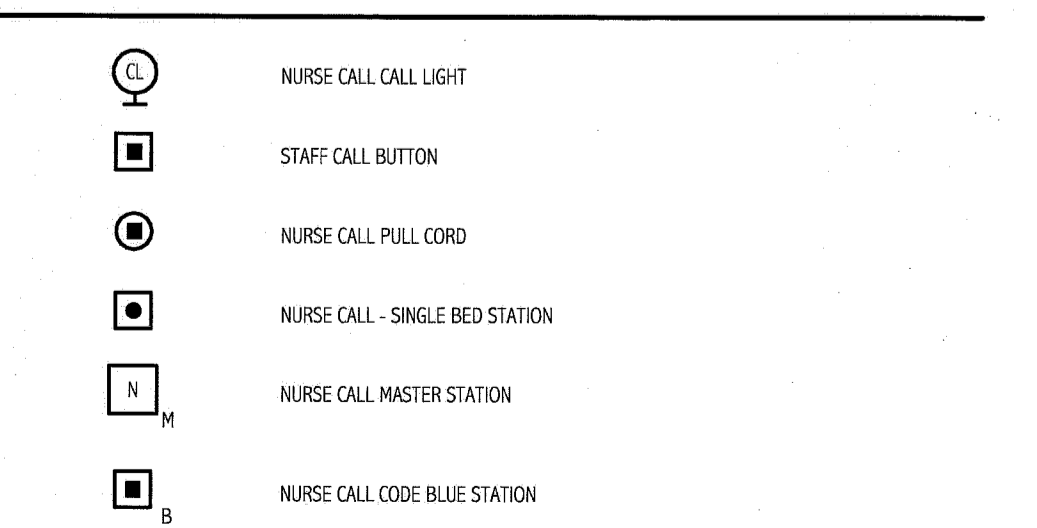 CL NURSE CALL CALL LIGHT
STAFF CALL BUTTON
NURSE CALL PULL CORD
NURSE CALL - SINGLE BED STATION
N M NURSE CALL MASTER STATION
B NURSE CALL CODE BLUE STATION